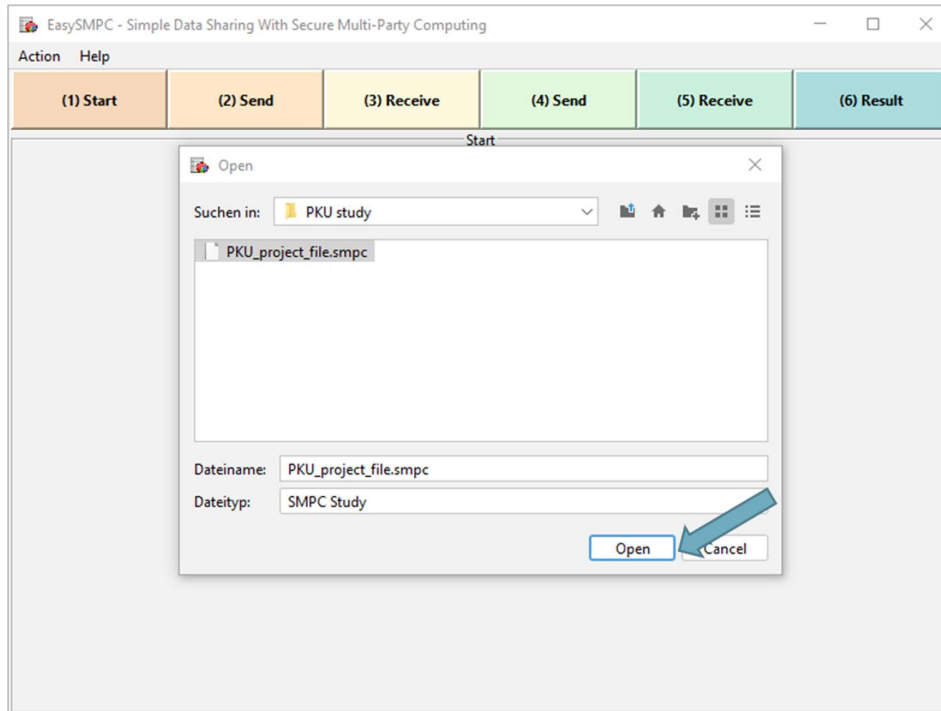 EasySMPC - Simple Data Sharing With Secure Multi-Party Computing
Action Help
(1) Start (2) Send (3) Receive (4) Send (5) Receive (6) Result
Start
Open
Suchen in: PKU study
PKU_project_file.smpc
Dateiname: PKU_project_file.smpc
Dateityp: SMPC Study
Open Cancel